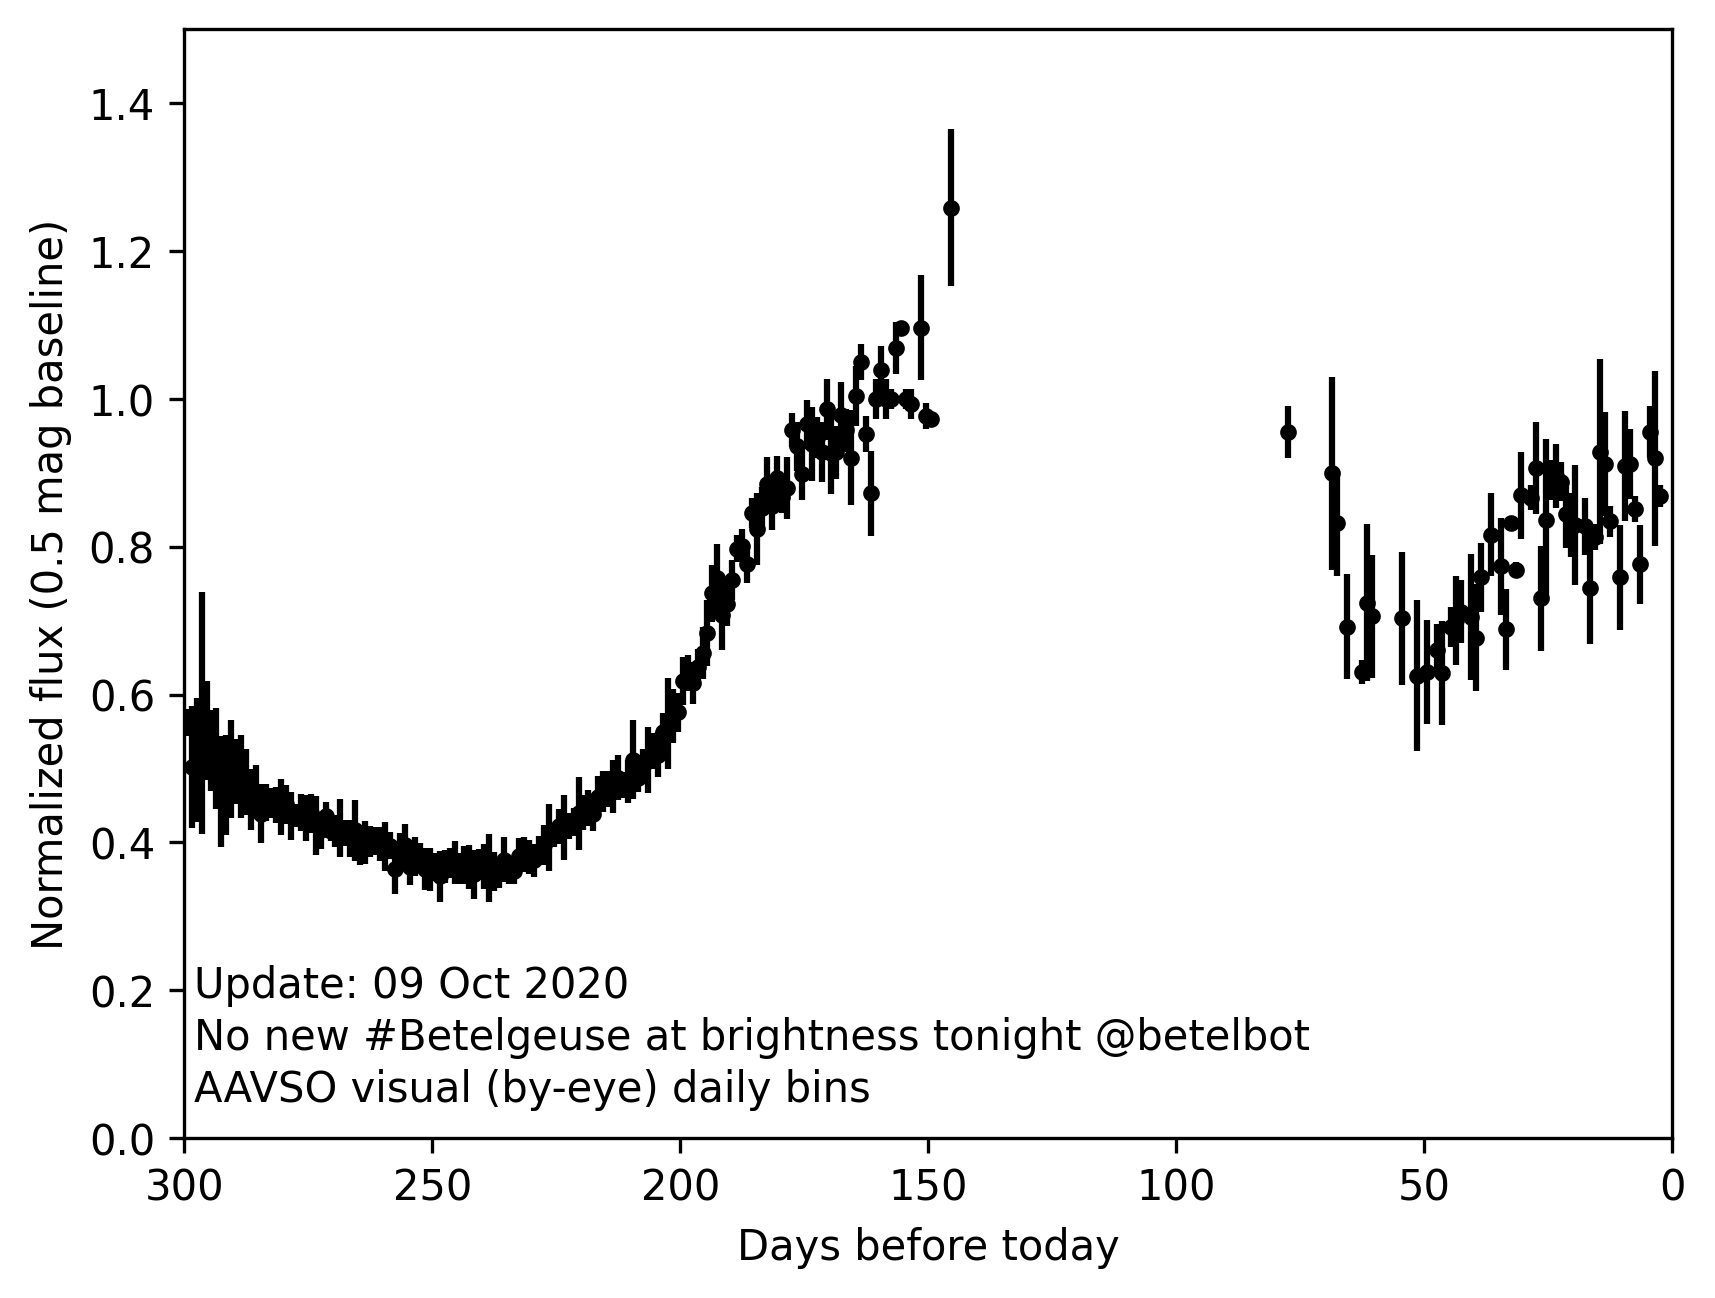 1.4
1.2
1.0
0.8
0.6
0.4
0.2
0.0
Normalized flux (0.5 mag baseline)
Update: 09 Oct 2020
No new #Betelgeuse at brightness tonight @betelbot
AAVSO visual (by-eye) daily bins
300 250 200 150 100 50 0
Days before today